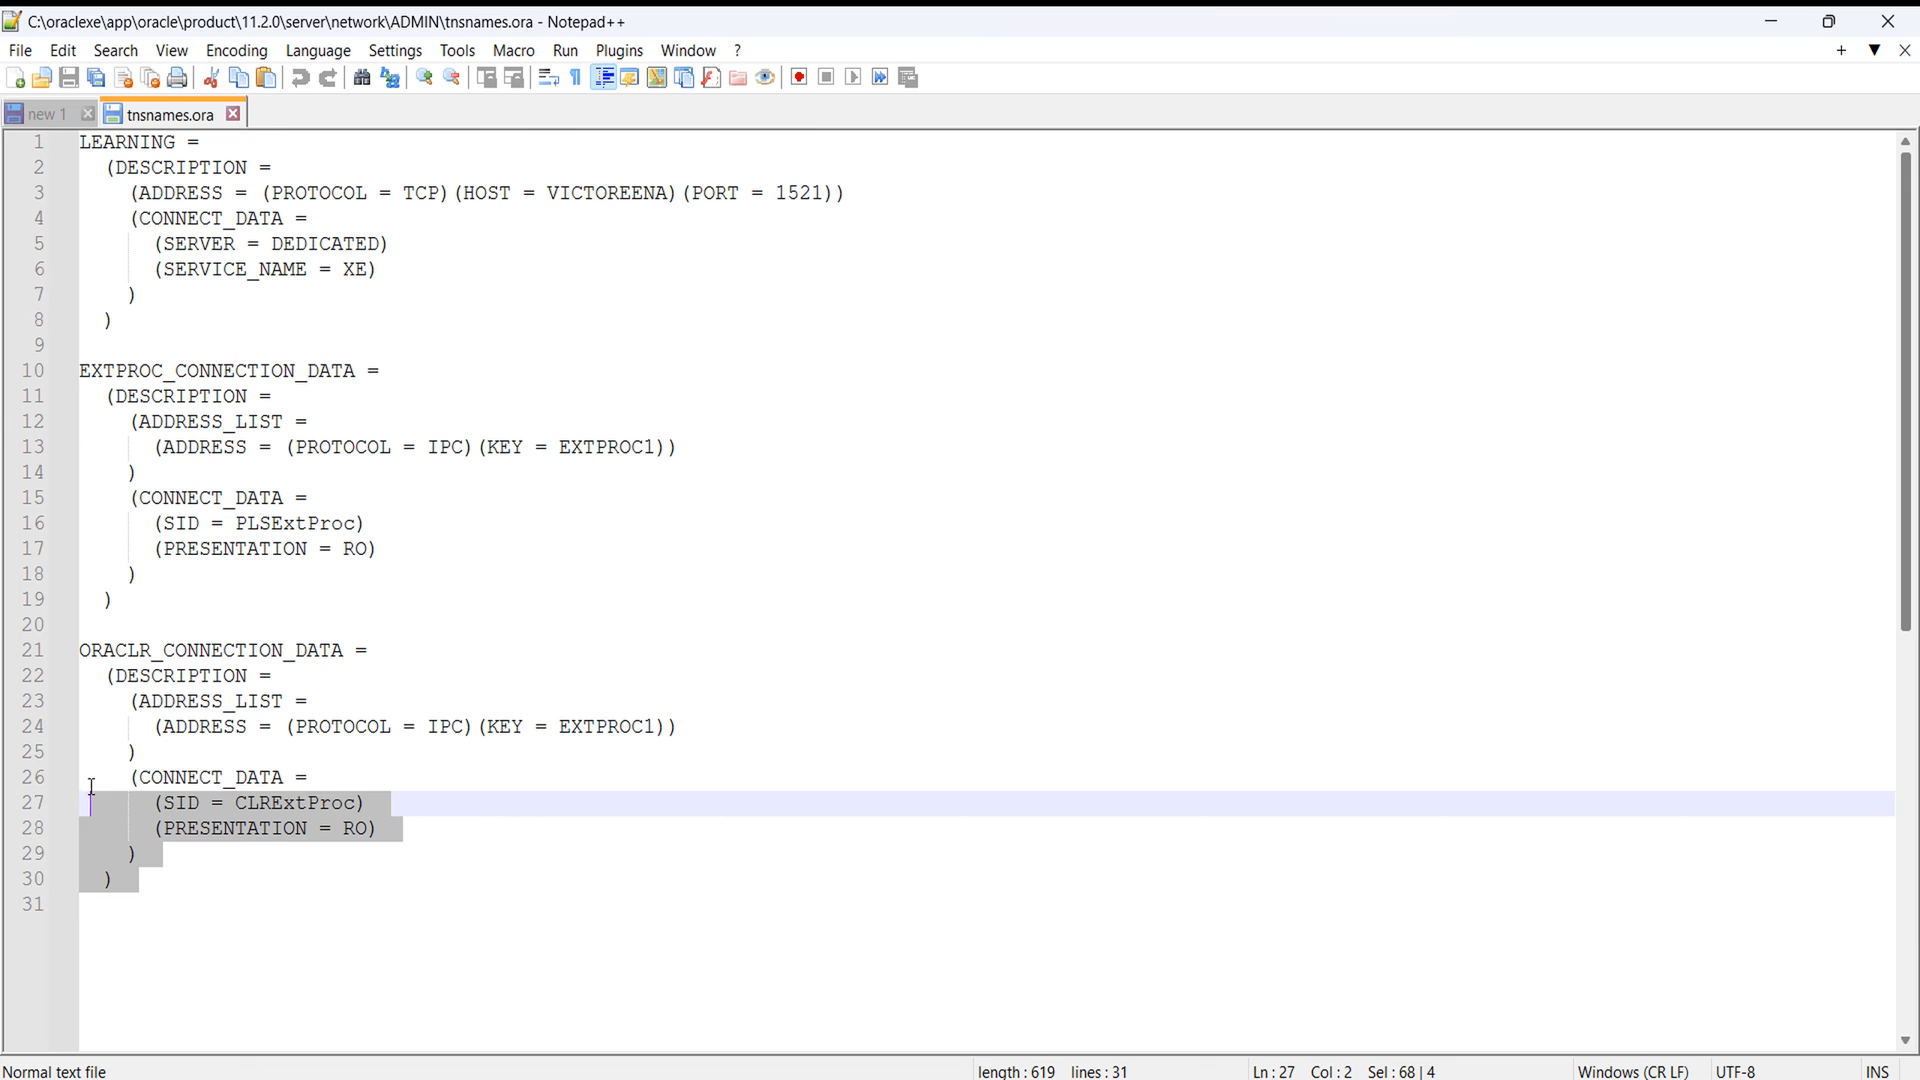 C:\oraclexe\app\oracle\product\11.2.0\server\network\ADMIN\tnsnames.ora - Notepad++
File Edit Search View Encoding Language Settings Tools Macro Run Plugins Window ?
new 1 tnsnames.ora
1 LEARNING =
2 (DESCRIPTION =
3 (ADDRESS = (PROTOCOL = TCP)(HOST = VICTOREENA)(PORT = 1521))
4 (CONNECT_DATA =
5 (SERVER = DEDICATED)
6 (SERVICE_NAME = XE)
7 )
8 )
9
10 EXTPROC_CONNECTION_DATA =
11 (DESCRIPTION =
12 (ADDRESS_LIST =
13 (ADDRESS = (PROTOCOL = IPC)(KEY = EXTPROC1))
14 )
15 (CONNECT_DATA =
16 (SID = PLSExtProc)
17 (PRESENTATION = RO)
18 )
19 )
20
21 ORACLR_CONNECTION_DATA =
22 (DESCRIPTION =
23 (ADDRESS_LIST =
24 (ADDRESS = (PROTOCOL = IPC)(KEY = EXTPROC1))
25 )
26 (CONNECT_DATA =
27 (SID = CLRExtProc)
28 (PRESENTATION = RO)
29 )
30 )
31
Normal text file length : 619 lines : 31 Ln : 27 Col : 2 Sel : 68 | 4 Windows (CR LF) UTF-8 INS